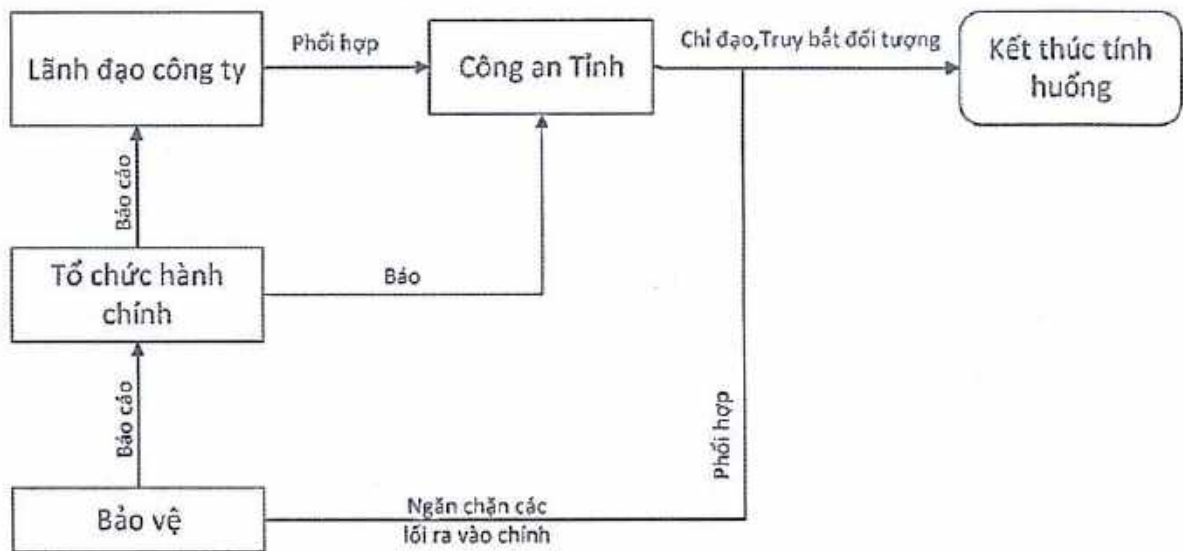 Lãnh đạo công ty
Phối hợp
Công an Tỉnh
Chỉ đạo,Truy bắt đối tượng
Kết thúc tính
huống
Báo cáo
Tổ chức hành
chính
Báo
Báo cáo
Phối hợp
Bảo vệ
Ngăn chặn các
lối ra vào chính